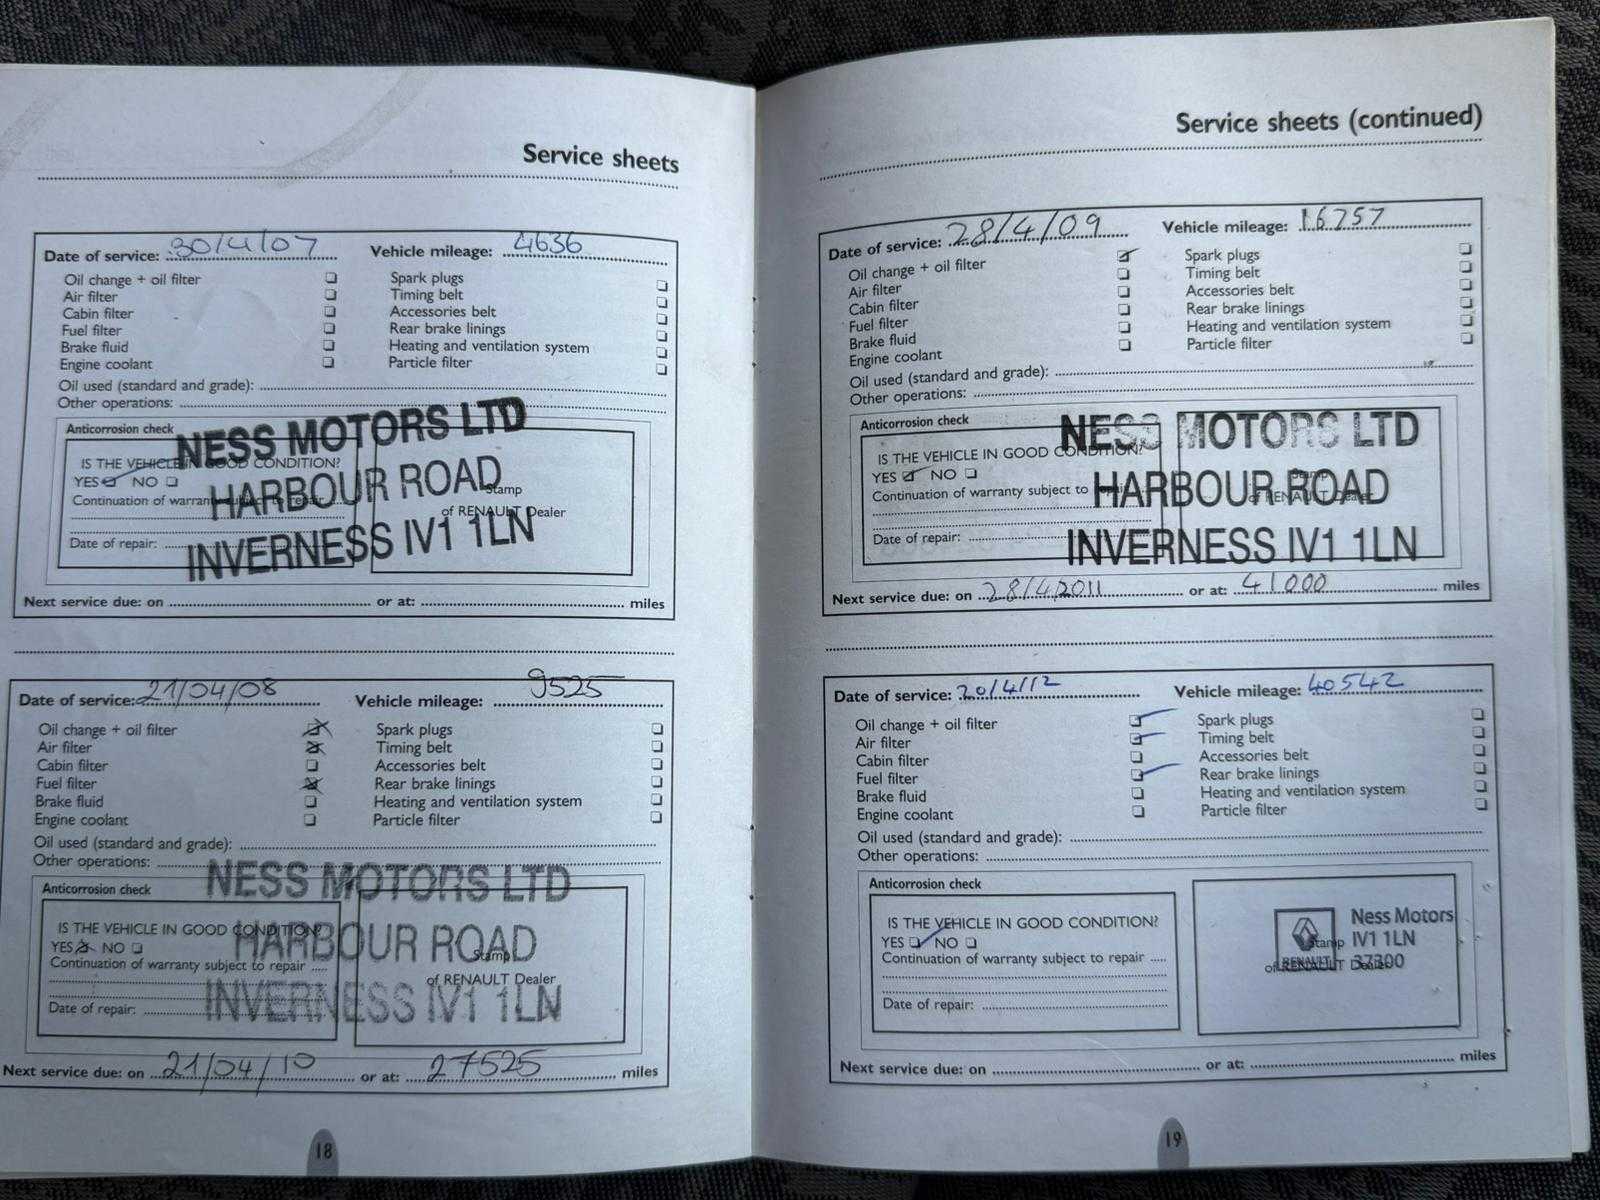 Service sheets
Date of service: 30/4/07 Vehicle mileage: 4636
Oil change + oil filter ❑ Spark plugs ❑
Air filter ❑ Timing belt ❑
Cabin filter ❑ Accessories belt ❑
Fuel filter ❑ Rear brake linings ❑
Brake fluid ❑ Heating and ventilation system ❑
Engine coolant ❑ Particle filter ❑
Oil used (standard and grade):
Other operations:
Anticorrosion check
NESS MOTORS LTD
IS THE VEHICLE IN GOOD CONDITION?
YES ☑ NO ❑
HARBOUR ROAD
Stamp
Continuation of warranty subject to repair
of RENAULT Dealer
Date of repair:
INVERNESS IV1 1LN
Next service due: on or at: miles
Date of service: 21/04/08 Vehicle mileage: 9525
Oil change + oil filter ☒ Spark plugs ❑
Air filter ☒ Timing belt ❑
Cabin filter ❑ Accessories belt ❑
Fuel filter ☒ Rear brake linings ❑
Brake fluid ❑ Heating and ventilation system ❑
Engine coolant ❑ Particle filter ❑
Oil used (standard and grade):
Other operations:
NESS MOTORS LTD
Anticorrosion check
IS THE VEHICLE IN GOOD CONDITION?
YES ☒ NO ❑
HARBOUR ROAD
Stamp
Continuation of warranty subject to repair .....
of RENAULT Dealer
Date of repair:
INVERNESS IV1 1LN
Next service due: on 21/04/10 or at: 27525 miles
18
Service sheets (continued)
Date of service: 28/4/09 Vehicle mileage: 16757
Oil change + oil filter ☑ Spark plugs ❑
Air filter ❑ Timing belt ❑
Cabin filter ❑ Accessories belt ❑
Fuel filter ❑ Rear brake linings ❑
Brake fluid ❑ Heating and ventilation system ❑
Engine coolant ❑ Particle filter ❑
Oil used (standard and grade):
Other operations:
Anticorrosion check
NESS MOTORS LTD
IS THE VEHICLE IN GOOD CONDITION?
YES ☑ NO ❑
Stamp
Continuation of warranty subject to
HARBOUR ROAD
of RENAULT Dealer
Date of repair:
INVERNESS IV1 1LN
Next service due: on 28/4/2011 or at: 41000 miles
Date of service: 20/4/12 Vehicle mileage: 40542
Oil change + oil filter ☑ Spark plugs ❑
Air filter ☑ Timing belt ❑
Cabin filter ❑ Accessories belt ❑
Fuel filter ☑ Rear brake linings ❑
Brake fluid ❑ Heating and ventilation system ❑
Engine coolant ❑ Particle filter ❑
Oil used (standard and grade):
Other operations:
Anticorrosion check
IS THE VEHICLE IN GOOD CONDITION?
YES ☑ NO ❑
Continuation of warranty subject to repair .....
Date of repair:
Ness Motors
Stamp IV1 1LN
of RENAULT Dealer
RENAULT 37300
Next service due: on or at: miles
19